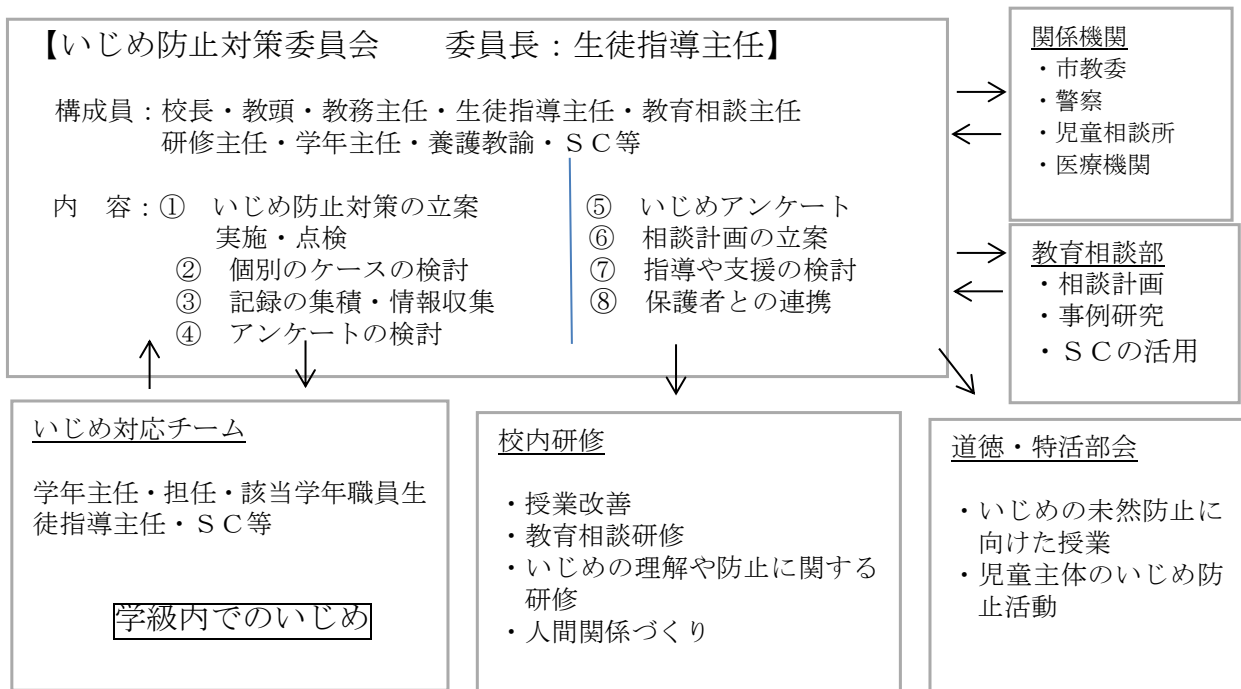 【いじめ防止対策委員会　　委員長：生徒指導主任】
構成員：校長・教頭・教務主任・生徒指導主任・教育相談主任
研修主任・学年主任・養護教諭・ＳＣ等
内　容：①　いじめ防止対策の立案
実施・点検
②　個別のケースの検討
③　記録の集積・情報収集
④　アンケートの検討
⑤　いじめアンケート
⑥　相談計画の立案
⑦　指導や支援の検討
⑧　保護者との連携
関係機関
・市教委
・警察
・児童相談所
・医療機関
教育相談部
・相談計画
・事例研究
・ＳＣの活用
いじめ対応チーム
学年主任・担任・該当学年職員生
徒指導主任・ＳＣ等
学級内でのいじめ
校内研修
・授業改善
・教育相談研修
・いじめの理解や防止に関する
研修
・人間関係づくり
道徳・特活部会
・いじめの未然防止に
向けた授業
・児童主体のいじめ防
止活動